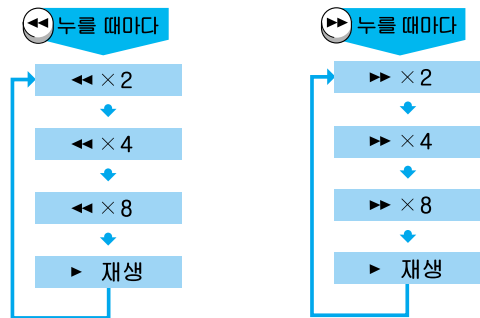 ◀◀ 누를 때마다
◀◀ ×2
◀◀ ×4
◀◀ ×8
▶ 재생
▶▶ 누를 때마다
▶▶ ×2
▶▶ ×4
▶▶ ×8
▶ 재생